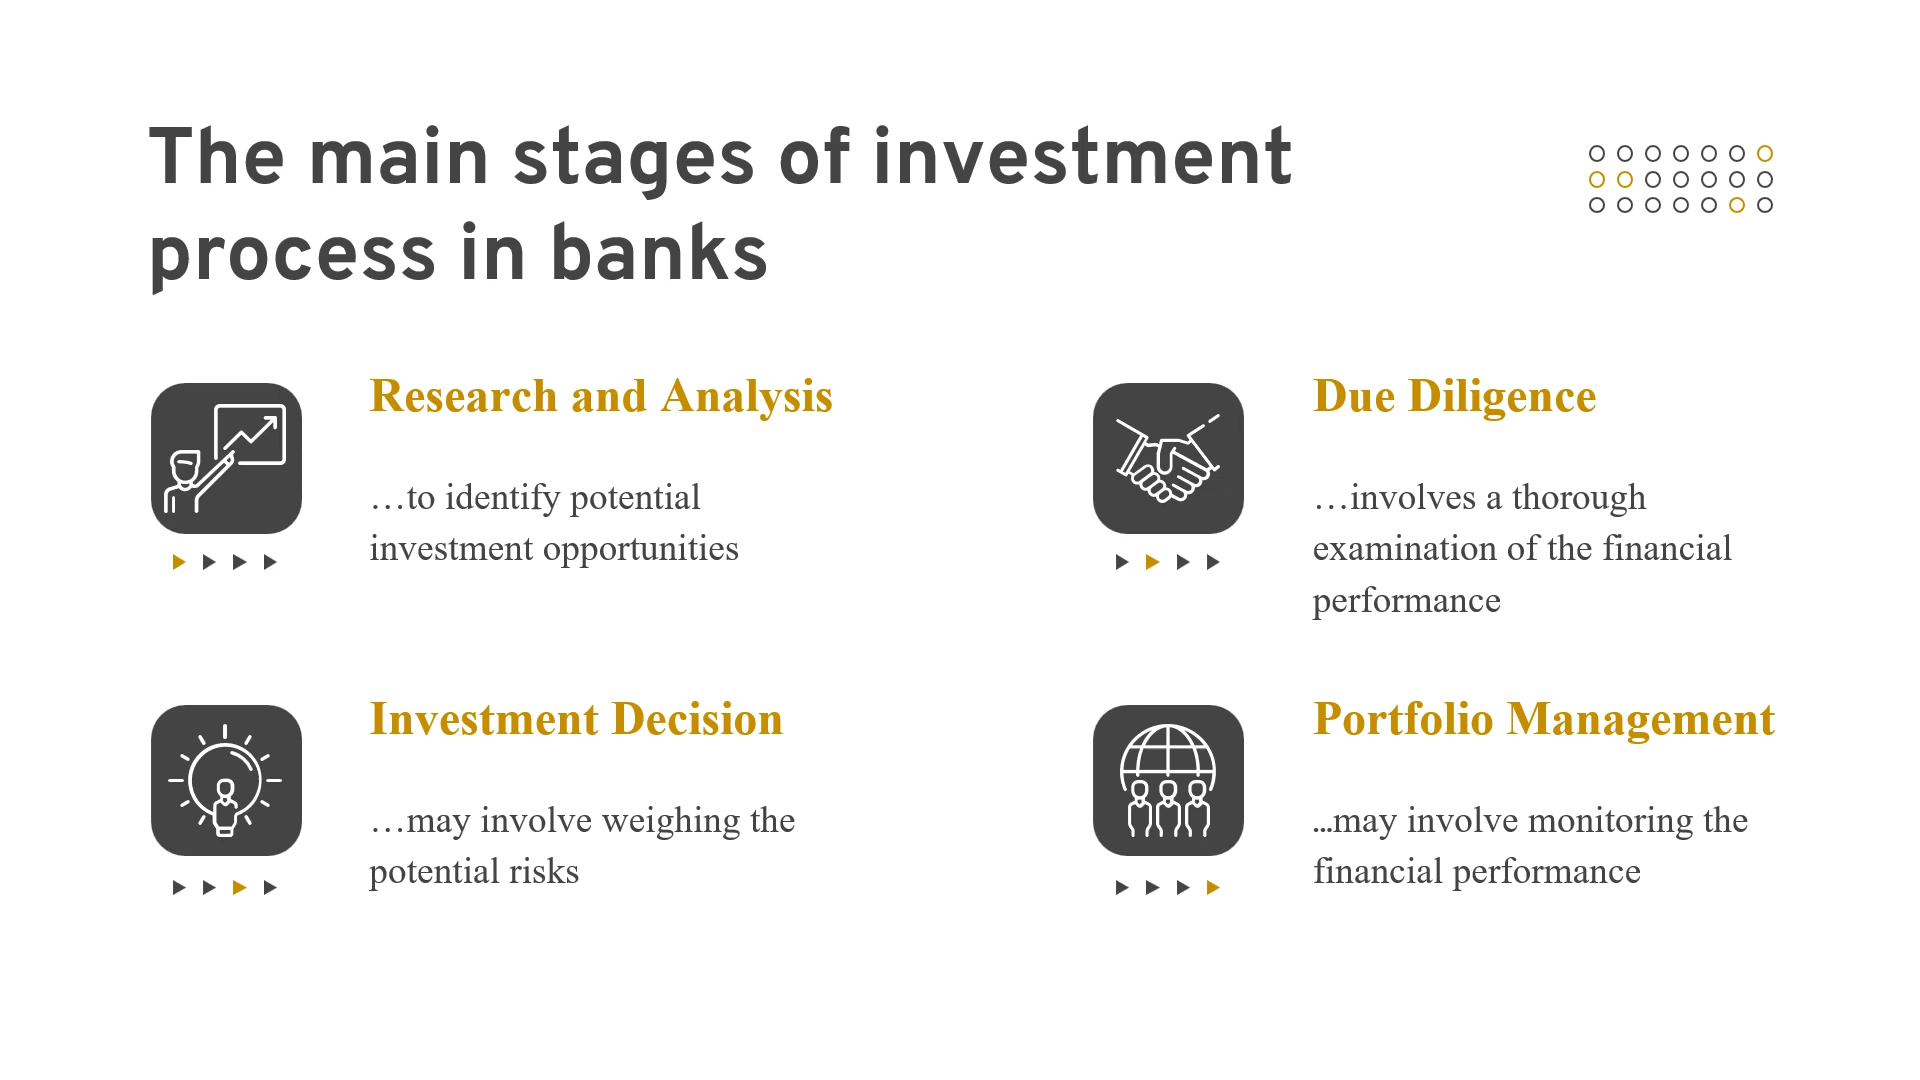 The main stages of investment
process in banks
Research and Analysis
…to identify potential
investment opportunities
Due Diligence
…involves a thorough
examination of the financial
performance
Investment Decision
…may involve weighing the
potential risks
Portfolio Management
...may involve monitoring the
financial performance